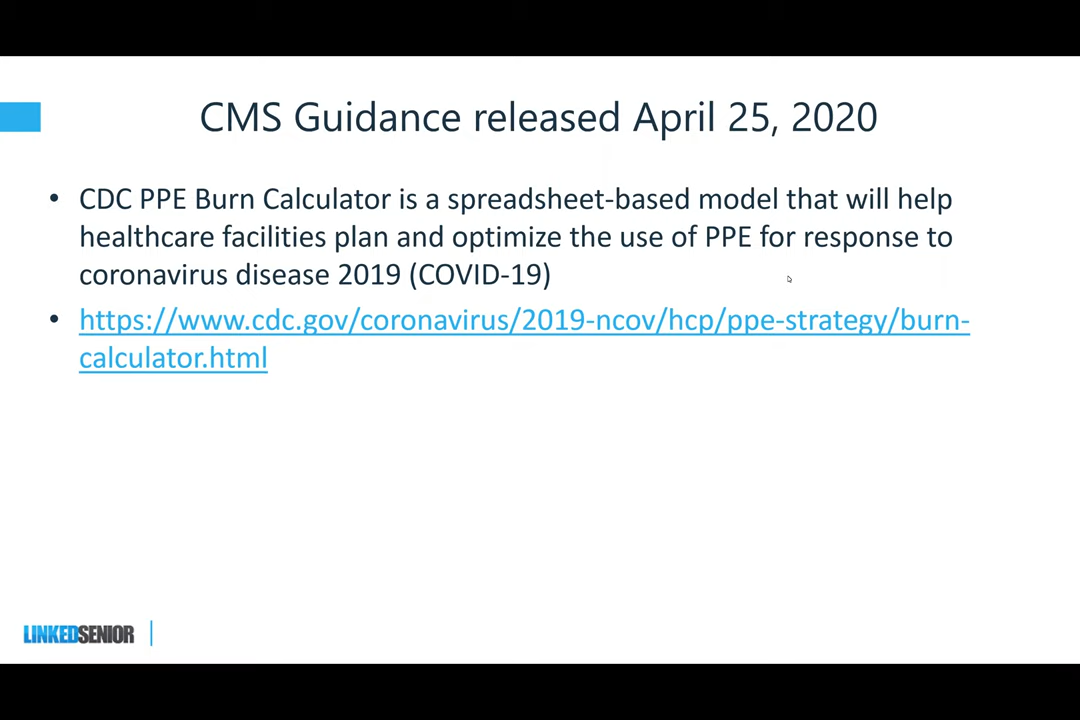 CMS Guidance released April 25, 2020
• CDC PPE Burn Calculator is a spreadsheet-based model that will help
healthcare facilities plan and optimize the use of PPE for response to
coronavirus disease 2019 (COVID-19)
• https://www.cdc.gov/coronavirus/2019-ncov/hcp/ppe-strategy/burn-
calculator.html
LINKEDSENIOR